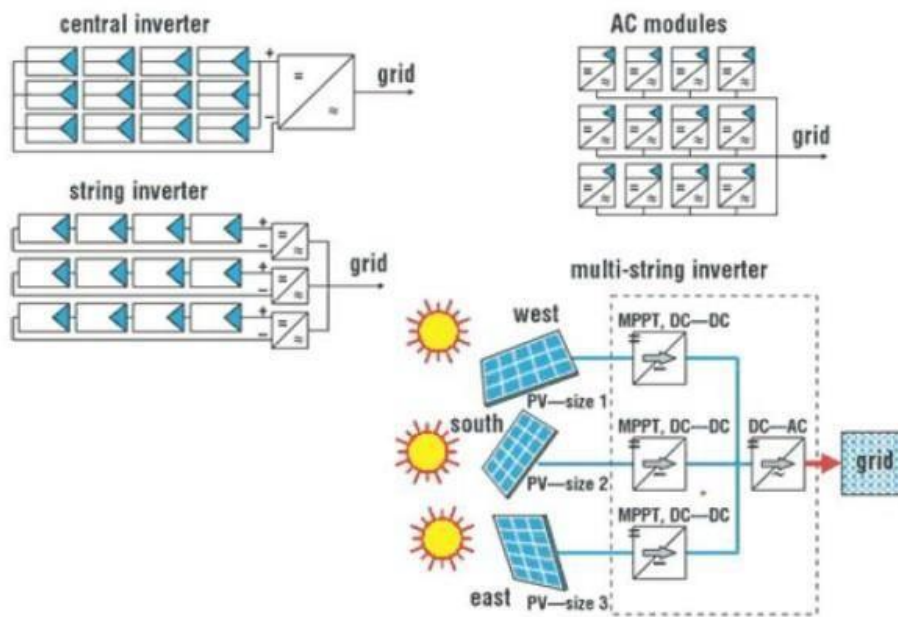 central inverter
+
=
≈
−
grid
AC modules
= ≈ = ≈ = ≈ = ≈
= ≈ = ≈ = ≈ = ≈
grid
= ≈ = ≈ = ≈ = ≈
string inverter
+
−
= ≈
+
−
= ≈
grid
+
−
= ≈
multi-string inverter
west
MPPT, DC—DC
=
=
PV—size 1
south
MPPT, DC—DC
=
=
PV—size 2
DC—AC
=
~
grid
MPPT, DC—DC
=
=
east
PV—size 3